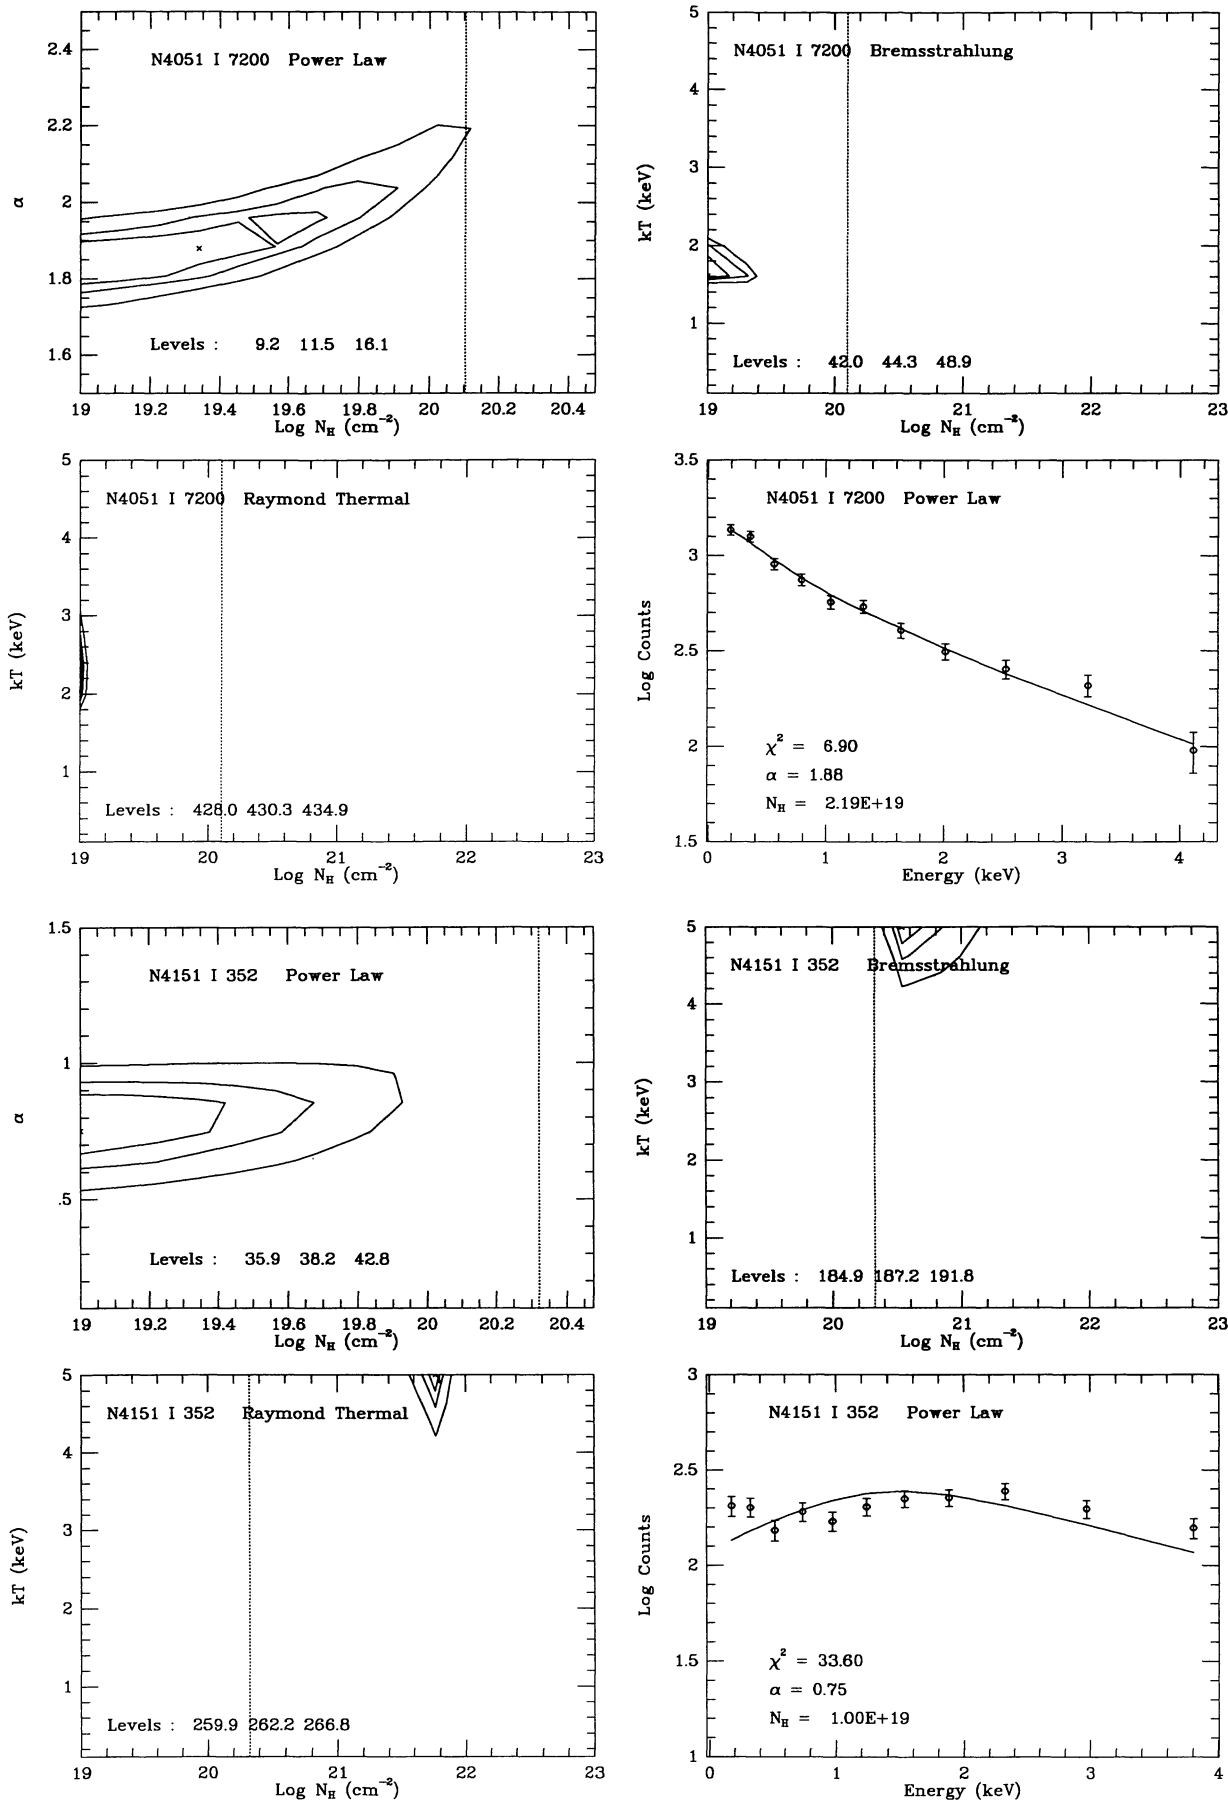 N4051 I 7200 Power Law
2.4
2.2
2
1.8
1.6
α
Levels : 9.2 11.5 16.1
19 19.2 19.4 19.6 19.8 20 20.2 20.4
Log N_H (cm⁻²)
N4051 I 7200 Bremsstrahlung
5
4
3
2
1
kT (keV)
Levels : 42.0 44.3 48.9
19 20 21 22 23
Log N_H (cm⁻²)
N4051 I 7200 Raymond Thermal
5
4
3
2
1
kT (keV)
Levels : 428.0 430.3 434.9
19 20 21 22 23
Log N_H (cm⁻²)
N4051 I 7200 Power Law
3.5
3
2.5
2
1.5
Log Counts
χ² = 6.90
α = 1.88
N_H = 2.19E+19
0 1 2 3 4
Energy (keV)
N4151 I 352 Power Law
1.5
1
.5
α
Levels : 35.9 38.2 42.8
19 19.2 19.4 19.6 19.8 20 20.2 20.4
Log N_H (cm⁻²)
N4151 I 352 Bremsstrahlung
5
4
3
2
1
kT (keV)
Levels : 184.9 187.2 191.8
19 20 21 22 23
Log N_H (cm⁻²)
N4151 I 352 Raymond Thermal
5
4
3
2
1
kT (keV)
Levels : 259.9 262.2 266.8
19 20 21 22 23
Log N_H (cm⁻²)
N4151 I 352 Power Law
3
2.5
2
1.5
1
Log Counts
χ² = 33.60
α = 0.75
N_H = 1.00E+19
0 1 2 3 4
Energy (keV)